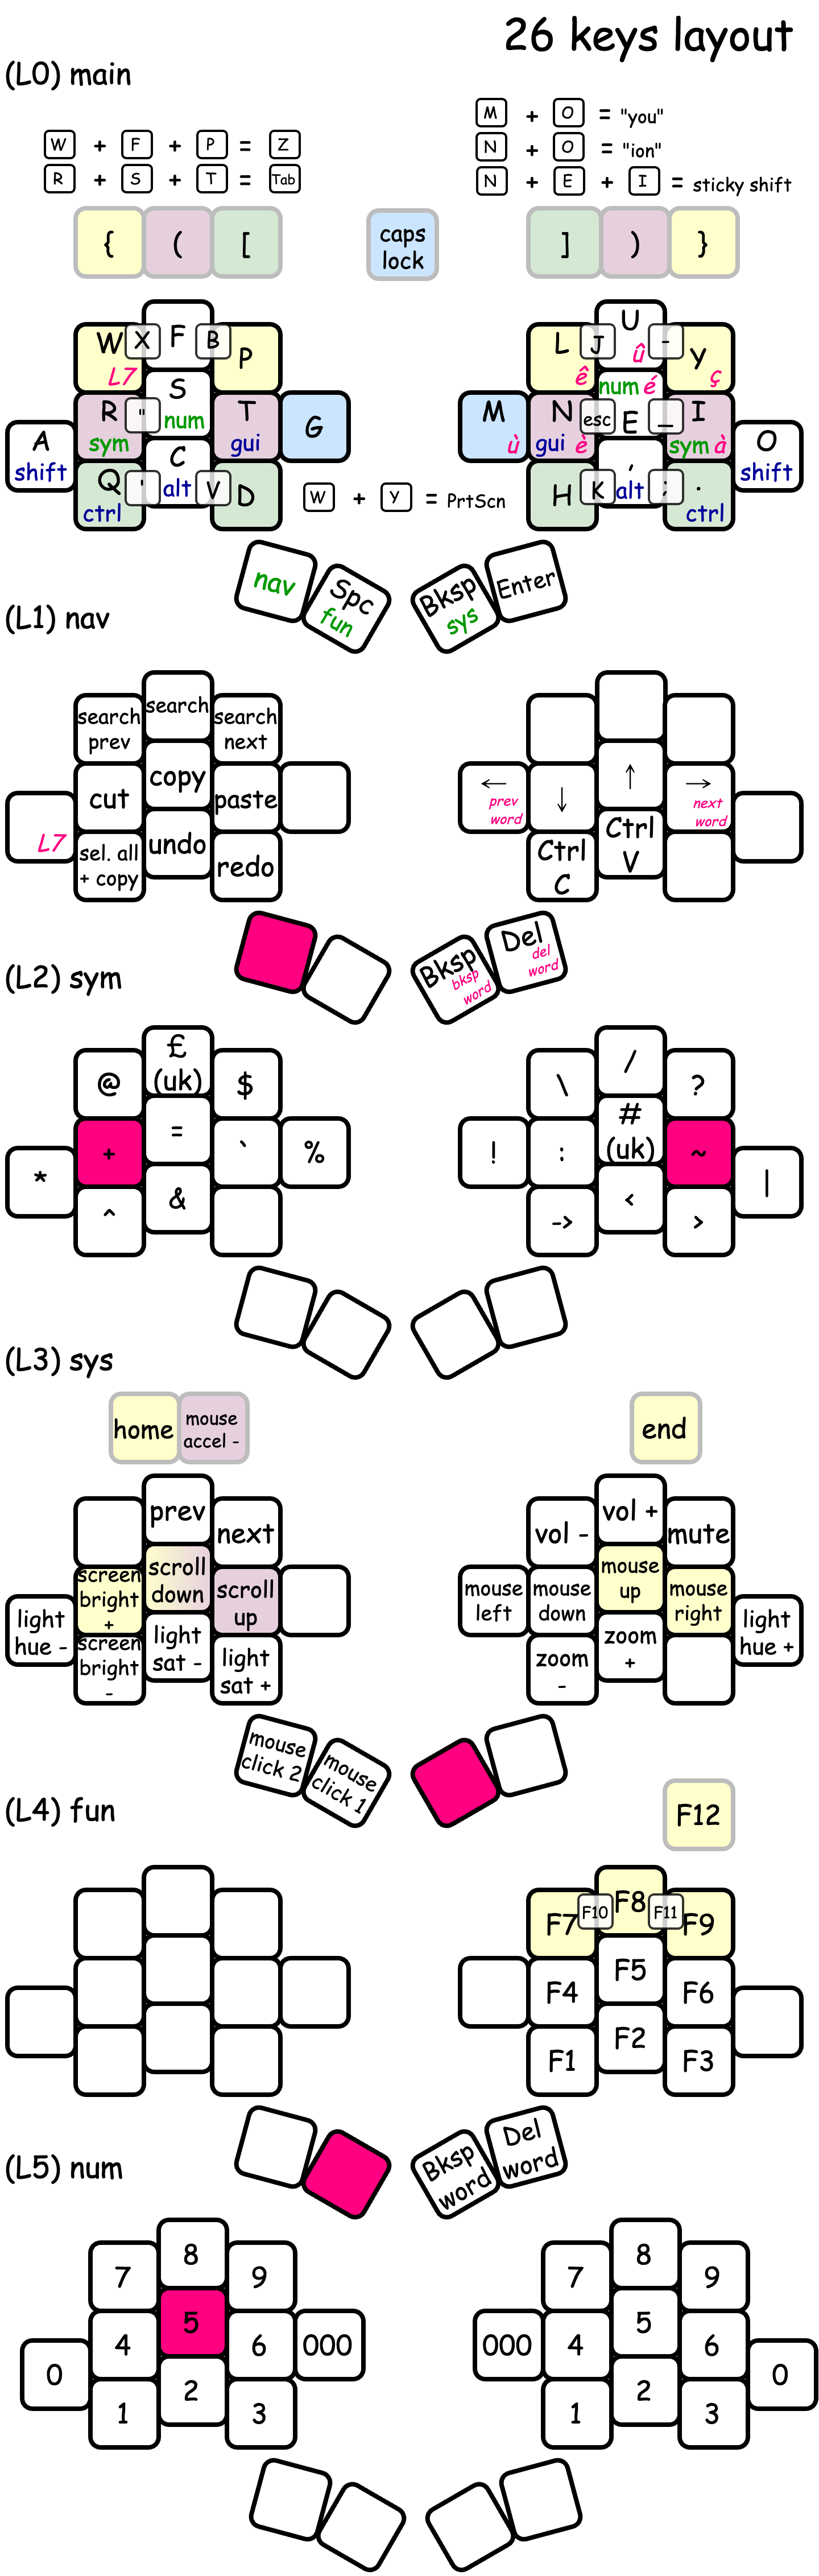 26 keys layout
(L0) main
W + F + P = Z
R + S + T = Tab
M + O = "you"
N + O = "ion"
N + E + I = sticky shift
{ ( [
caps
lock
] ) }
W L7 X F B P
L ê J U û - Y ç
A shift R sym " S num T gui G
M ù N gui è esc num é E _ I sym à O shift
Q ctrl ' C alt V D
H K , alt ; . ctrl
W + Y = PrtScn
nav Spc fun Bksp sys Enter
(L1) nav
search
prev
search
search
next
cut copy paste
L7
sel. all
+ copy
undo redo
← prev word ↓ ↑ → next word
Ctrl
C
Ctrl
V
Bksp bksp word
Del del word
(L2) sym
@ £ (uk) $
\ / ?
* + = ` %
! : # (uk) ~ |
^ &
-> < >
(L3) sys
home
mouse
accel -
end
prev next
vol - vol + mute
light
hue -
screen
bright
+
scroll
down
scroll
up
mouse
left
mouse
down
mouse
up
mouse
right
light
hue +
screen
bright
-
light
sat -
light
sat +
zoom
-
zoom
+
mouse
click 2
mouse
click 1
(L4) fun
F12
F7 F10 F8 F11 F9
F4 F5 F6
F1 F2 F3
Bksp
word
Del
word
(L5) num
7 8 9
7 8 9
0 4 5 6 000
000 4 5 6 0
1 2 3
1 2 3